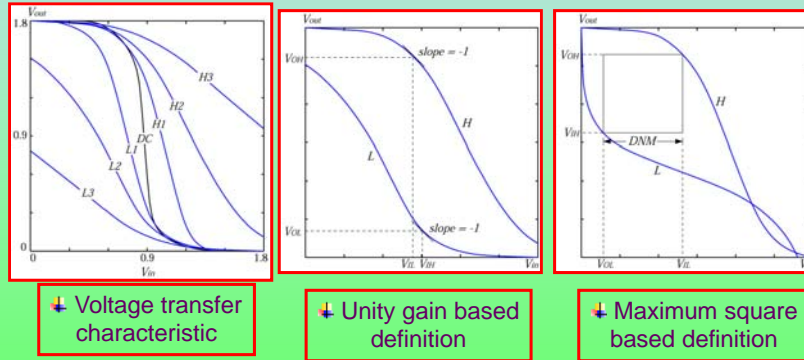 Vout
1.8
0.9
0
H3
H2
H1
DC
L1
L2
L3
0
0.9
1.8
Vin
Voltage transfer
characteristic
Vout
slope = -1
VOH
H
L
slope = -1
VOL
VIL
VIH
Vin
Unity gain based
definition
Vout
VOH
H
VIH
DNM
L
VOL
VIL
Maximum square
based definition